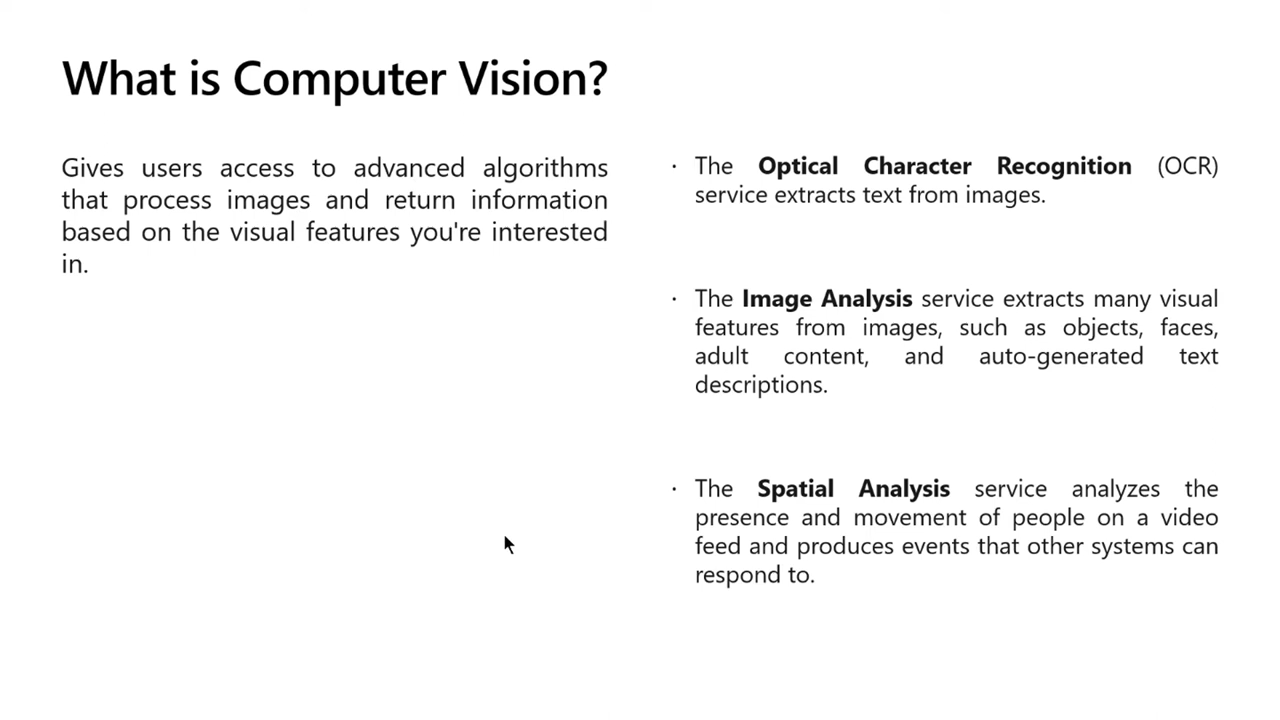 What is Computer Vision?
Gives users access to advanced algorithms
that process images and return information
based on the visual features you're interested
in.
· The Optical Character Recognition (OCR)
service extracts text from images.
· The Image Analysis service extracts many visual
features from images, such as objects, faces,
adult content, and auto-generated text
descriptions.
· The Spatial Analysis service analyzes the
presence and movement of people on a video
feed and produces events that other systems can
respond to.